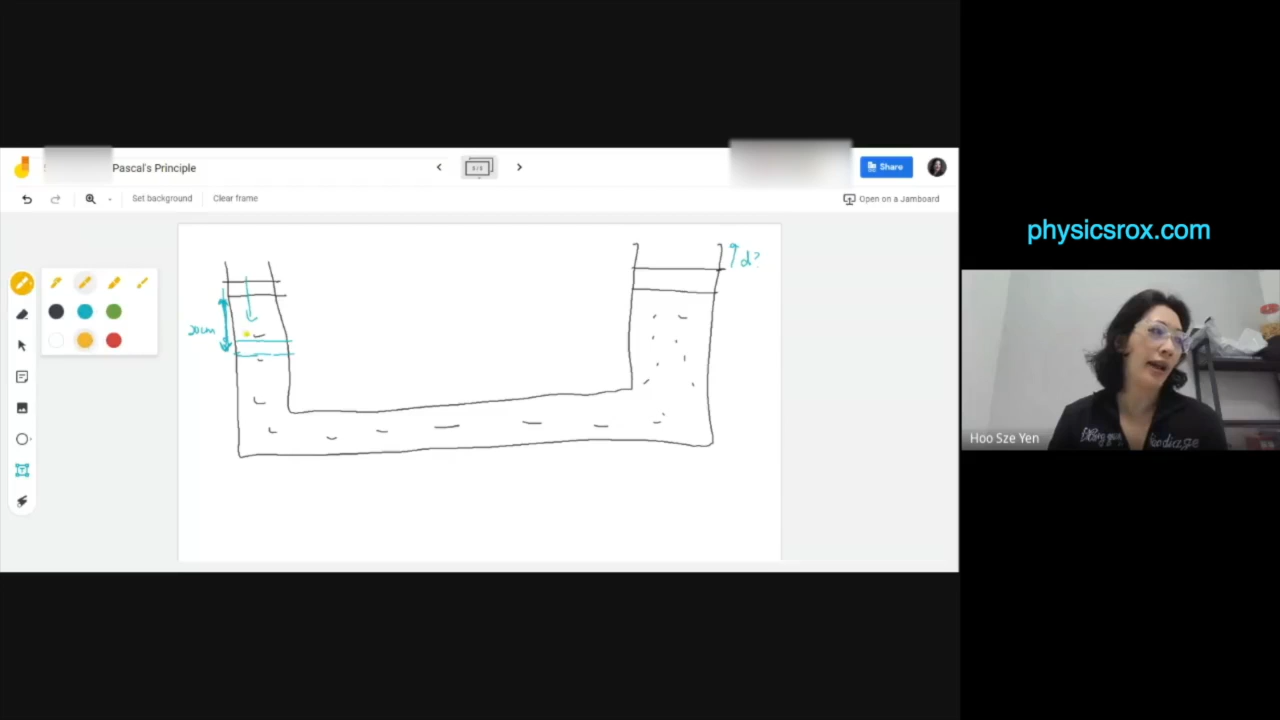 Pascal's Principle
Share
Set background
Clear frame
Open on a Jamboard
d?
20cm
physicsrox.com
Hoo Sze Yen